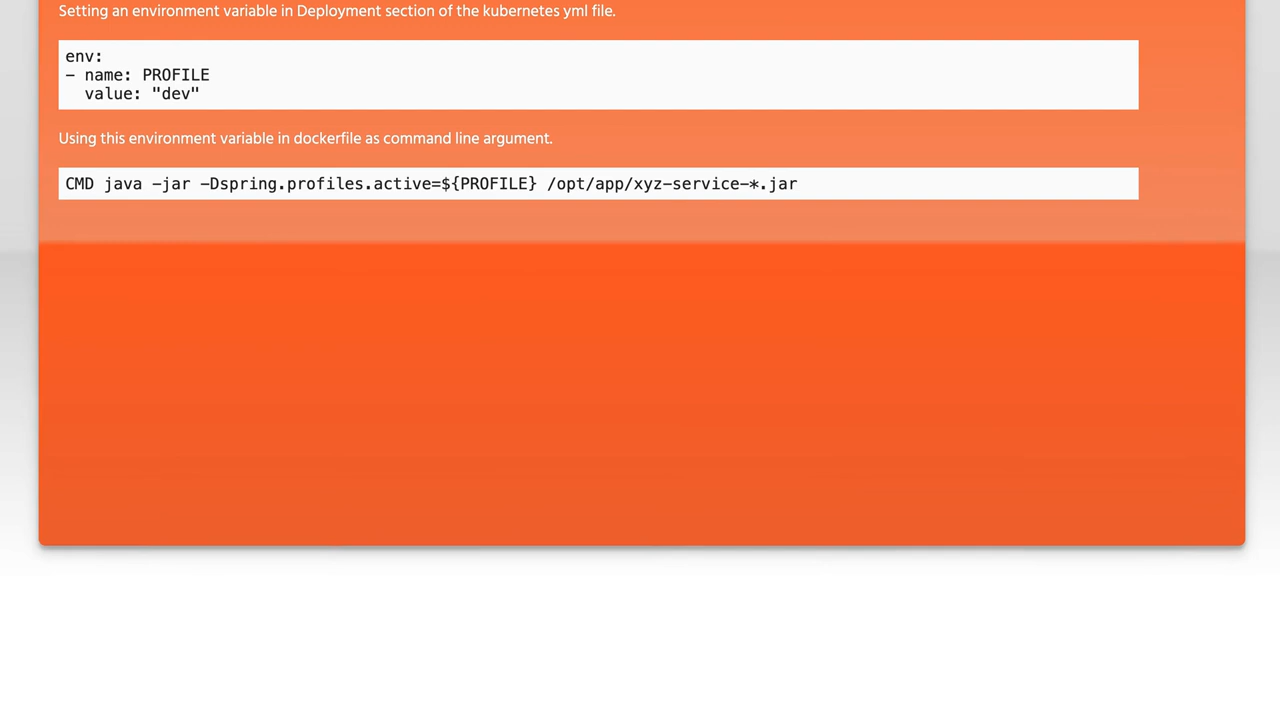 Setting an environment variable in Deployment section of the kubernetes yml file.
env:
- name: PROFILE
  value: "dev"
Using this environment variable in dockerfile as command line argument.
CMD java -jar -Dspring.profiles.active=${PROFILE} /opt/app/xyz-service-*.jar